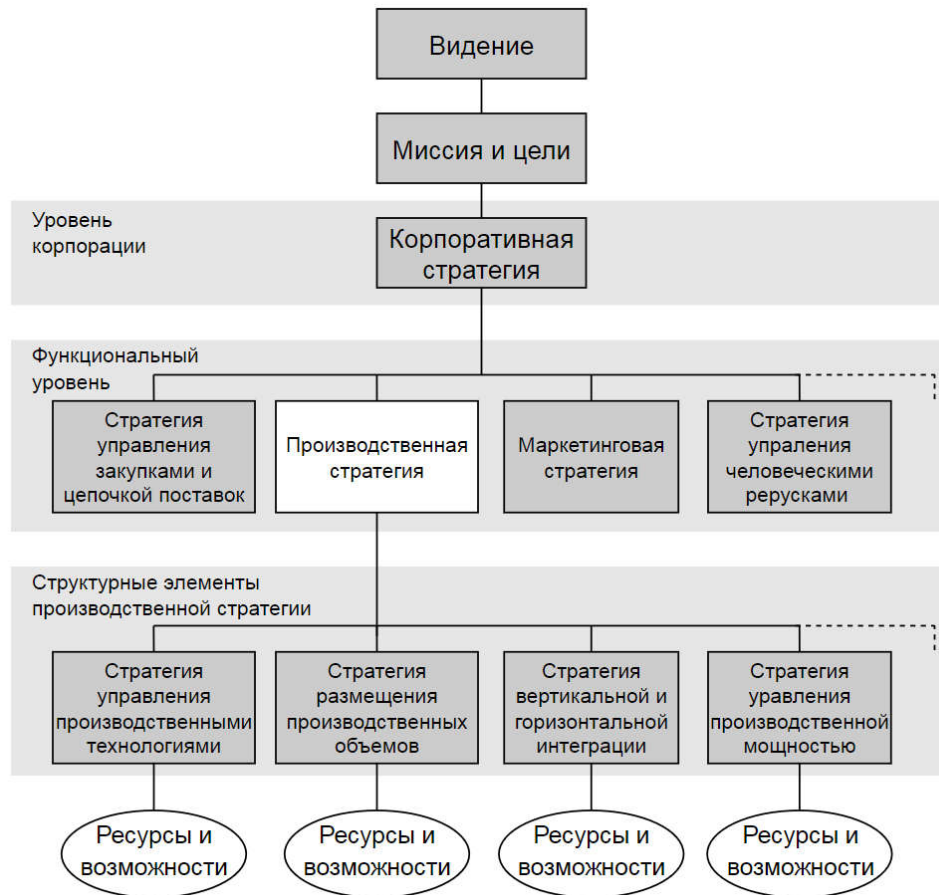 Видение
Миссия и цели
Уровень
корпорации
Корпоративная
стратегия
Функциональный
уровень
Стратегия
управления
закупками и
цепочкой поставок
Производственная
стратегия
Маркетинговая
стратегия
Стратегия
упраления
человеческими
рерусками
Структурные элементы
производственной стратегии
Стратегия
управления
производственными
технологиями
Стратегия
размещения
производственных
объемов
Стратегия
вертикальной и
горизонтальной
интеграции
Стратегия
уравления
производственной
мощностью
Ресурсы и
возможности
Ресурсы и
возможности
Ресурсы и
возможности
Ресурсы и
возможности